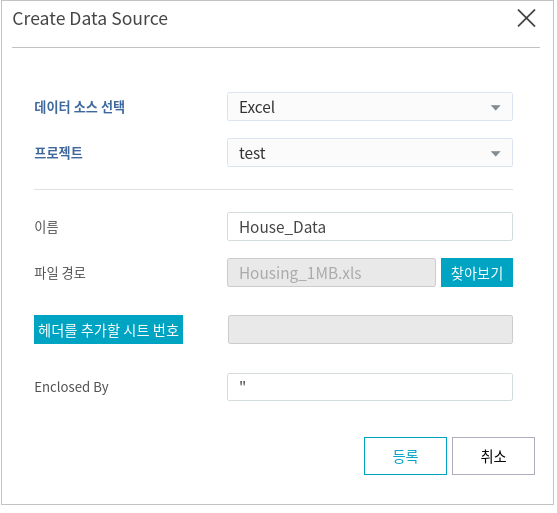 Create Data Source
데이터 소스 선택 Excel
프로젝트 test
이름 House_Data
파일 경로 Housing_1MB.xls 찾아보기
헤더를 추가할 시트 번호
Enclosed By "
등록 취소